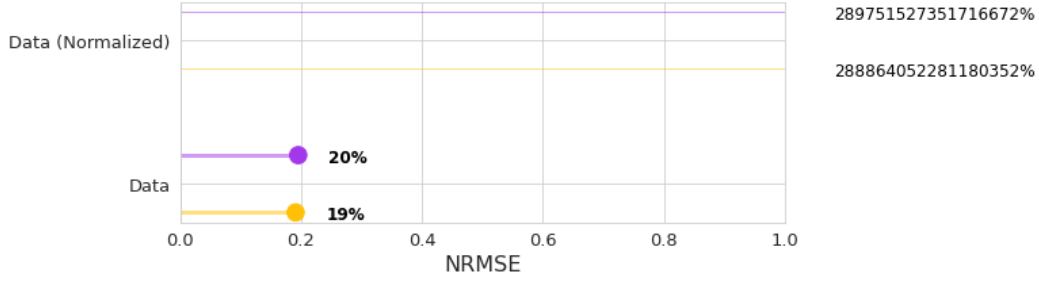 289751527351716672%
Data (Normalized)
288864052281180352%
20%
Data
19%
0.0 0.2 0.4 0.6 0.8 1.0
NRMSE